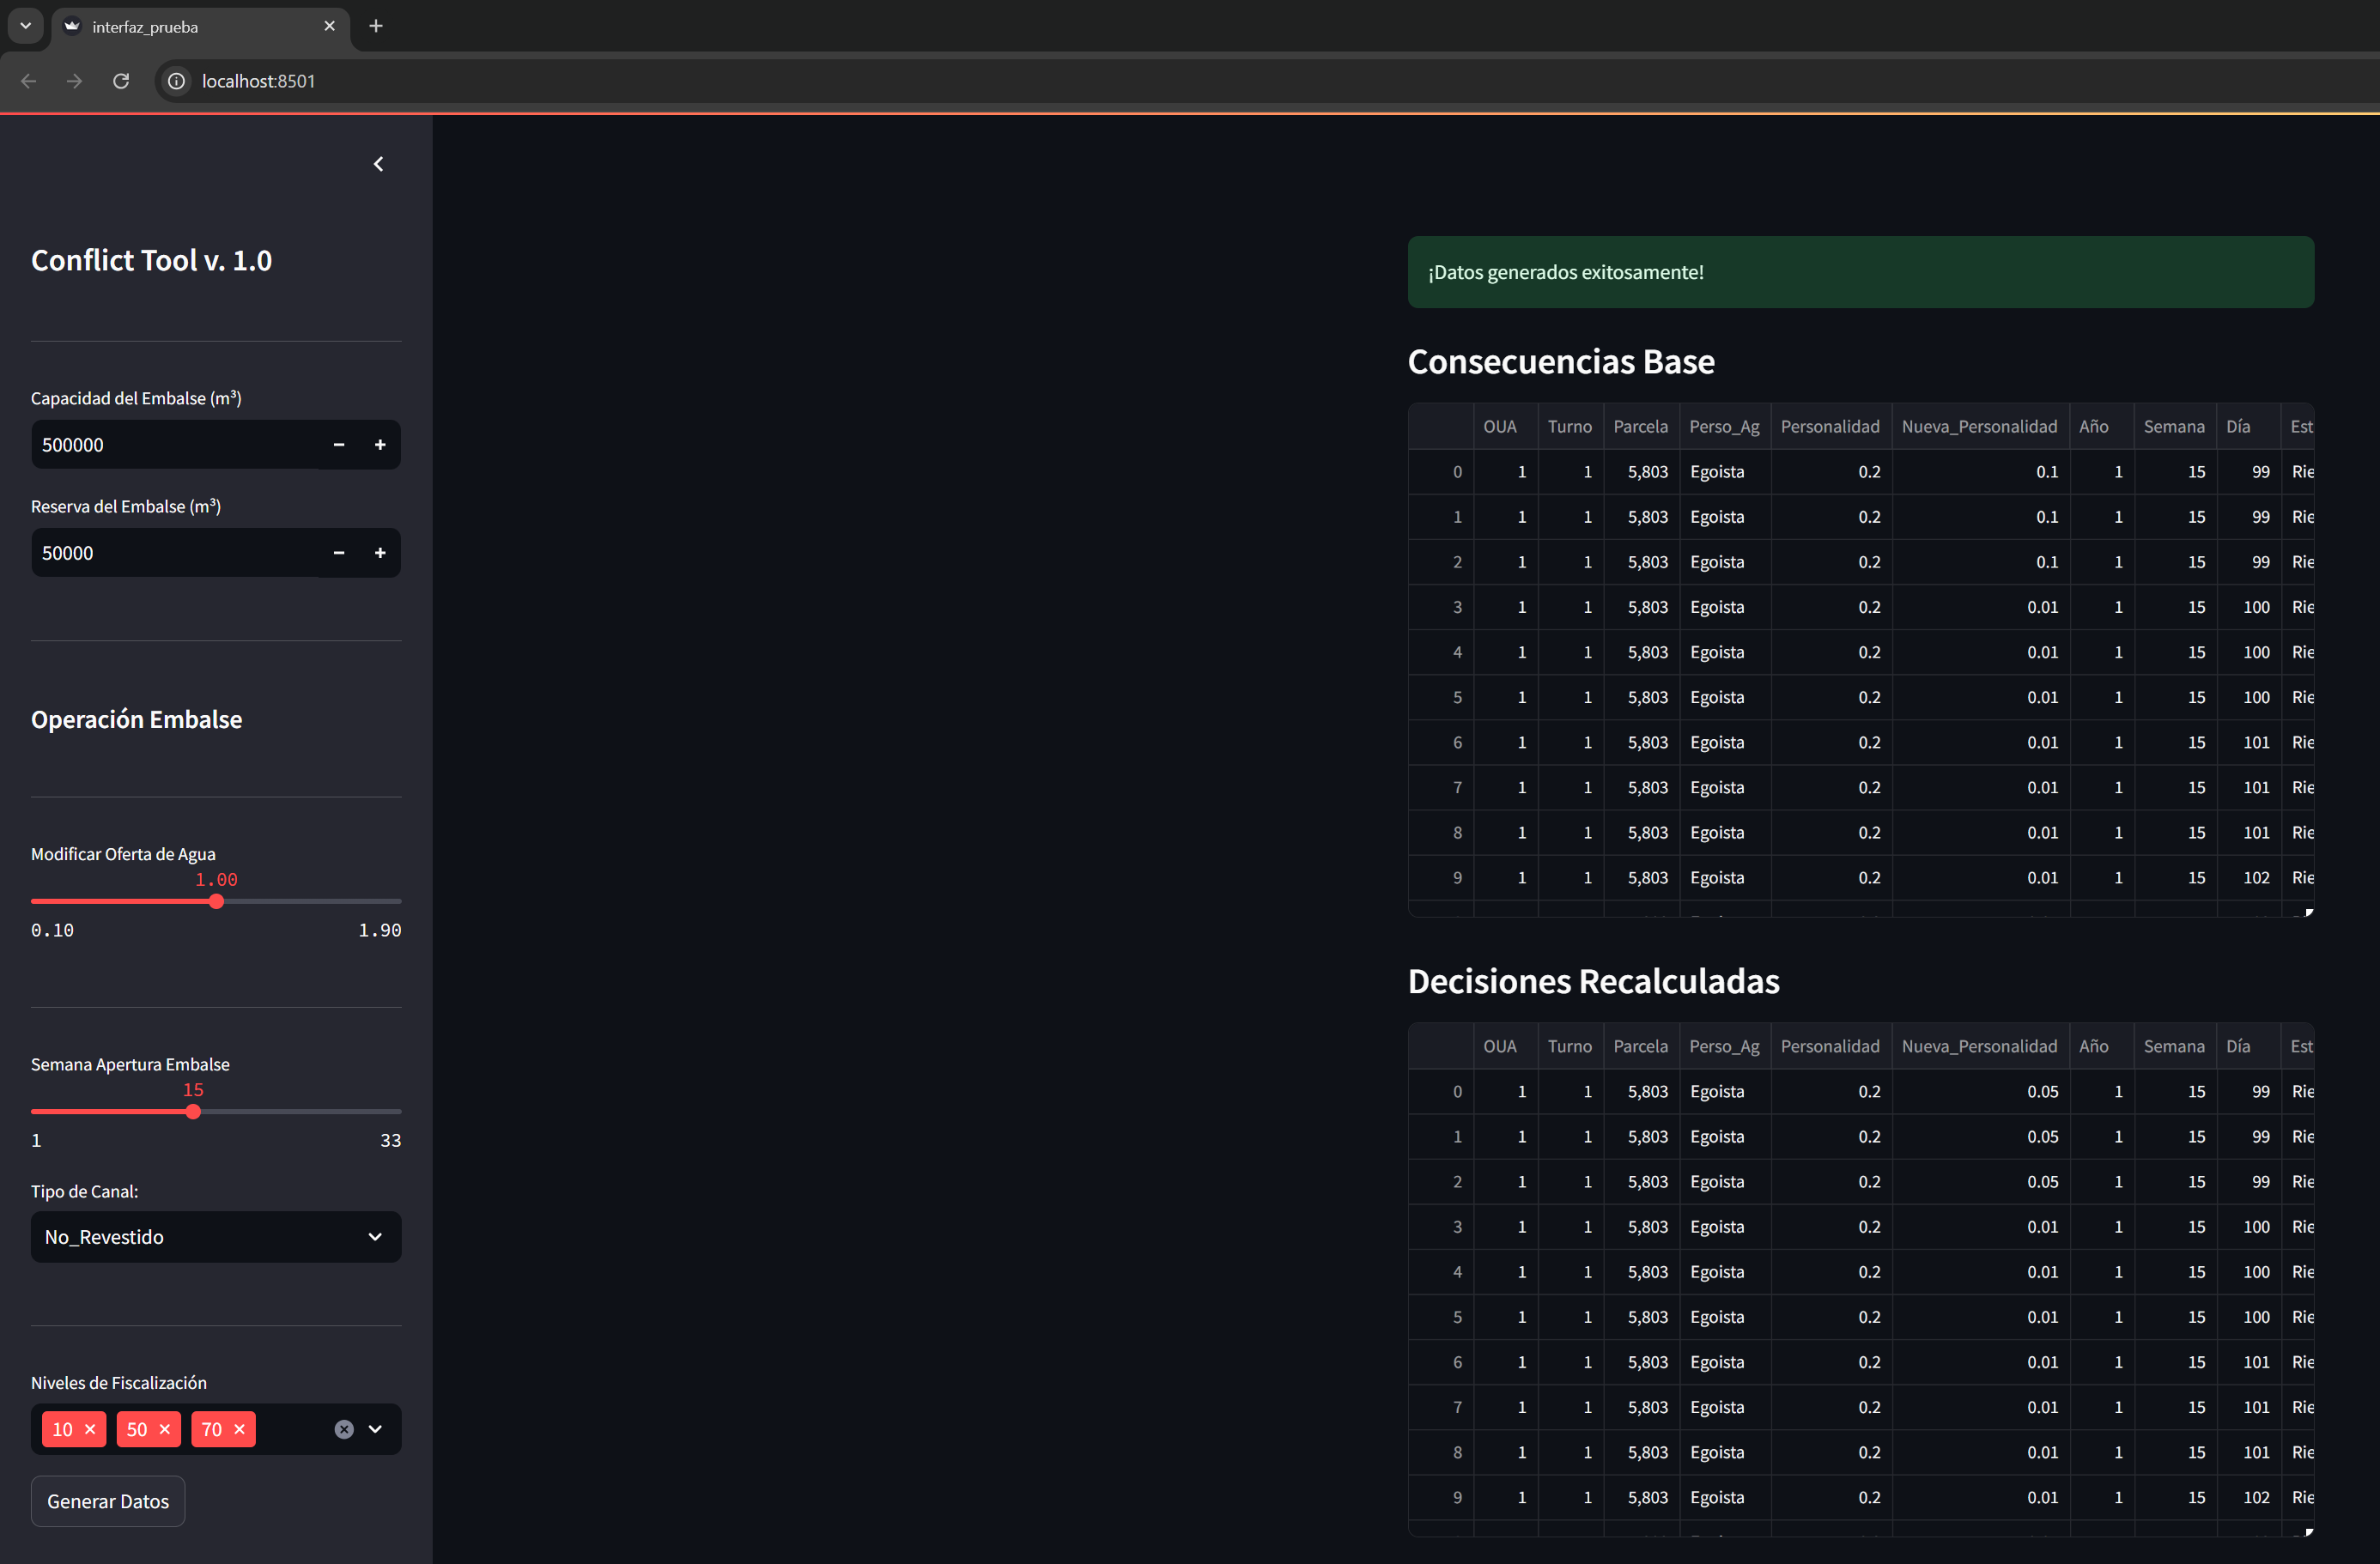 interfaz_prueba
localhost:8501
Conflict Tool v. 1.0
Capacidad del Embalse (m³)
500000
Reserva del Embalse (m³)
50000
Operación Embalse
Modificar Oferta de Agua
1.00
0.10 1.90
Semana Apertura Embalse
15
1 33
Tipo de Canal:
No_Revestido
Niveles de Fiscalización
10 50 70
Generar Datos
¡Datos generados exitosamente!
Consecuencias Base
OUA Turno Parcela Perso_Ag Personalidad Nueva_Personalidad Año Semana Día Est
0 1 1 5,803 Egoista 0.2 0.1 1 15 99 Rie
1 1 1 5,803 Egoista 0.2 0.1 1 15 99 Rie
2 1 1 5,803 Egoista 0.2 0.1 1 15 99 Rie
3 1 1 5,803 Egoista 0.2 0.01 1 15 100 Rie
4 1 1 5,803 Egoista 0.2 0.01 1 15 100 Rie
5 1 1 5,803 Egoista 0.2 0.01 1 15 100 Rie
6 1 1 5,803 Egoista 0.2 0.01 1 15 101 Rie
7 1 1 5,803 Egoista 0.2 0.01 1 15 101 Rie
8 1 1 5,803 Egoista 0.2 0.01 1 15 101 Rie
9 1 1 5,803 Egoista 0.2 0.01 1 15 102 Rie
Decisiones Recalculadas
OUA Turno Parcela Perso_Ag Personalidad Nueva_Personalidad Año Semana Día Est
0 1 1 5,803 Egoista 0.2 0.05 1 15 99 Rie
1 1 1 5,803 Egoista 0.2 0.05 1 15 99 Rie
2 1 1 5,803 Egoista 0.2 0.05 1 15 99 Rie
3 1 1 5,803 Egoista 0.2 0.01 1 15 100 Rie
4 1 1 5,803 Egoista 0.2 0.01 1 15 100 Rie
5 1 1 5,803 Egoista 0.2 0.01 1 15 100 Rie
6 1 1 5,803 Egoista 0.2 0.01 1 15 101 Rie
7 1 1 5,803 Egoista 0.2 0.01 1 15 101 Rie
8 1 1 5,803 Egoista 0.2 0.01 1 15 101 Rie
9 1 1 5,803 Egoista 0.2 0.01 1 15 102 Rie